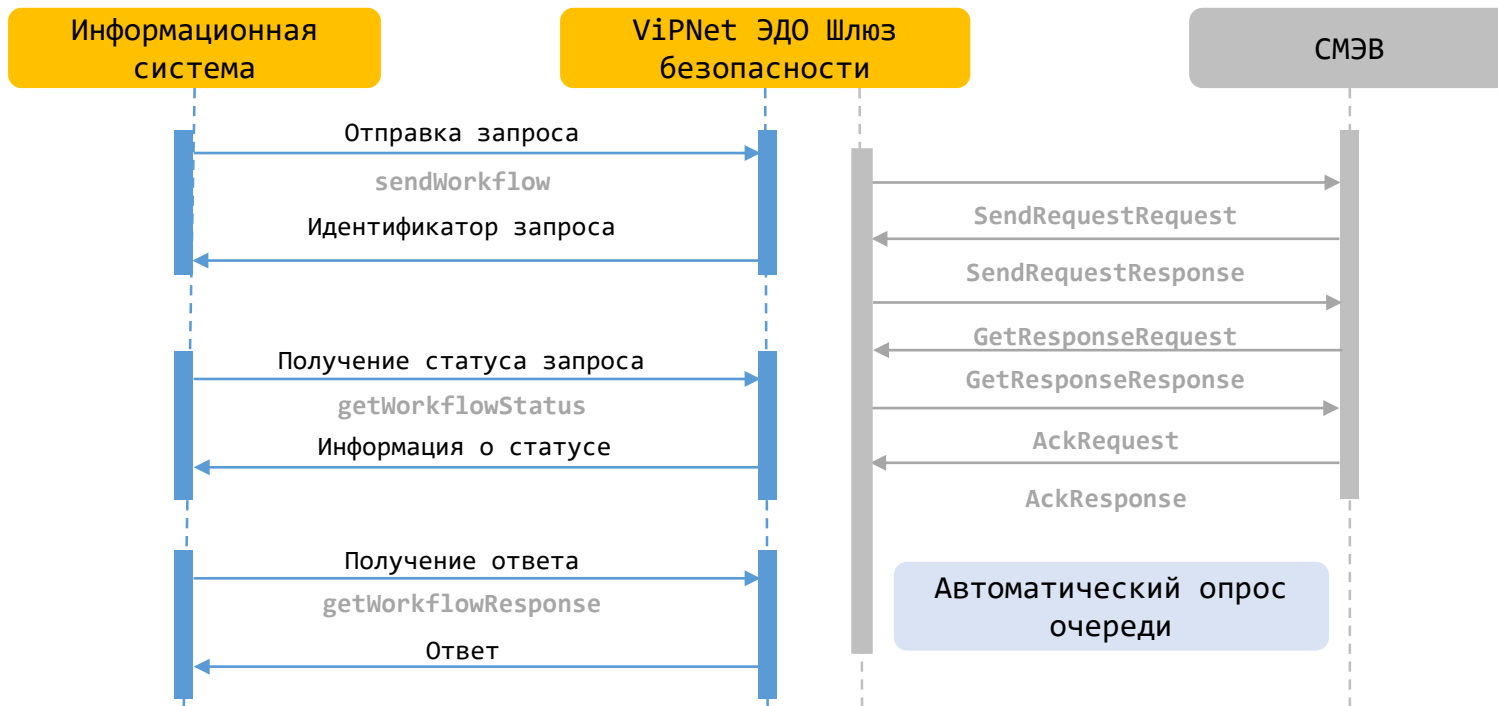 Информационная
система
ViPNet ЭДО Шлюз
безопасности
СМЭВ
Отправка запроса
sendWorkflow
Идентификатор запроса
Получение статуса запроса
getWorkflowStatus
Информация о статусе
Получение ответа
getWorkflowResponse
Ответ
SendRequestRequest
SendRequestResponse
GetResponseRequest
GetResponseResponse
AckRequest
AckResponse
Автоматический опрос
очереди